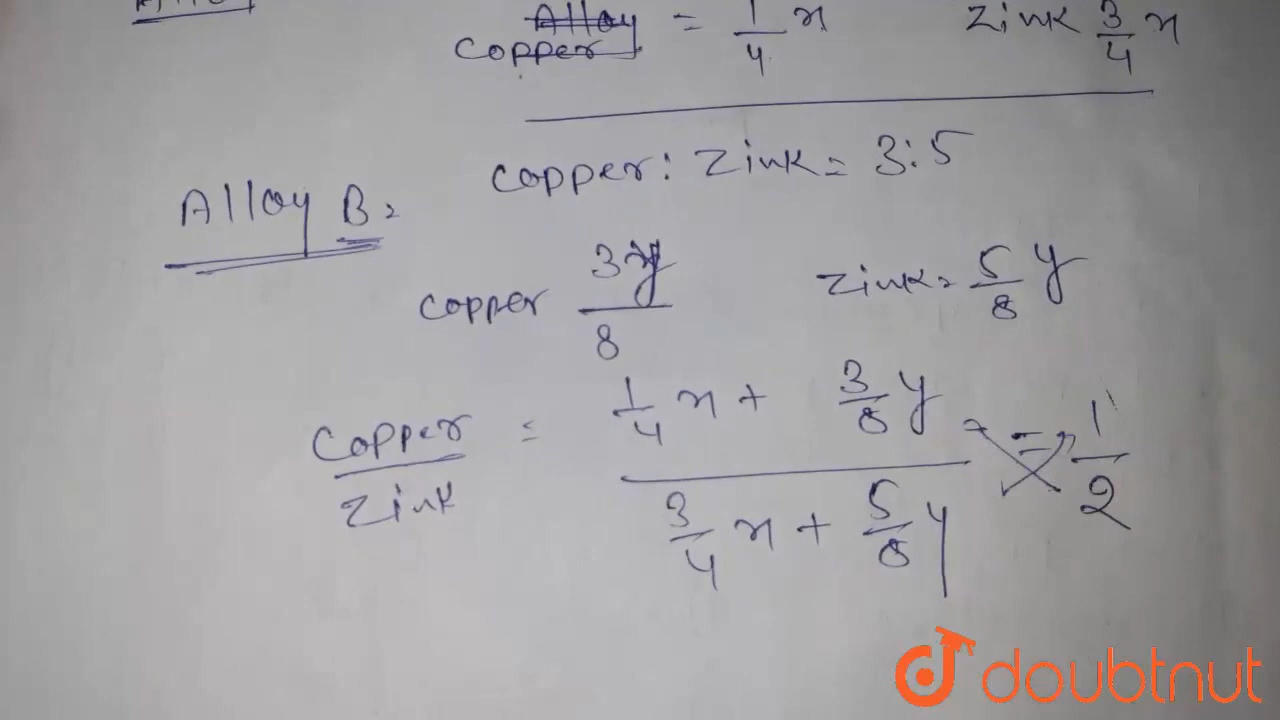 Alloy
Copper = 1/4 x Zink 3/4 x
Copper: Zink = 3:5
Alloy B =
Copper 3y/8 Zink = 5/8 y
Copper/Zink = (1/4 x + 3/8 y)/(3/4 x + 5/8 y) = 1/2
doubtnut